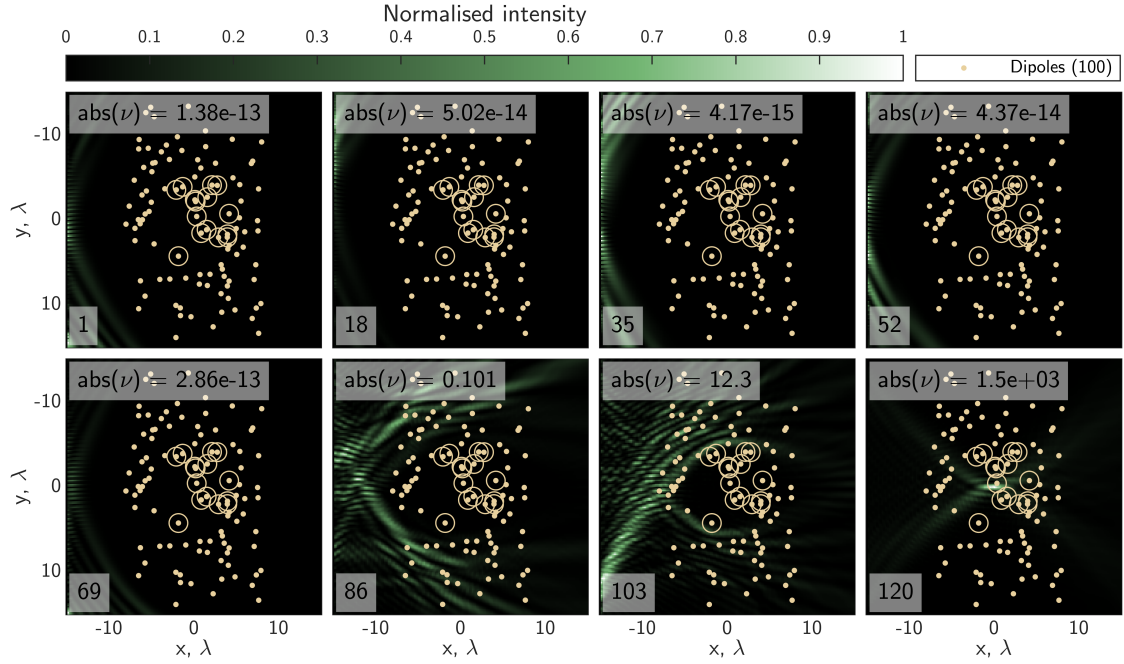 Normalised intensity
0 0.1 0.2 0.3 0.4 0.5 0.6 0.7 0.8 0.9 1
Dipoles (100)
abs(ν) = 1.38e-13
abs(ν) = 5.02e-14
abs(ν) = 4.17e-15
abs(ν) = 4.37e-14
-10
0
10
y, λ
1
18
35
52
abs(ν) = 2.86e-13
abs(ν) = 0.101
abs(ν) = 12.3
abs(ν) = 1.5e+03
-10
0
10
y, λ
69
86
103
120
-10 0 10
-10 0 10
-10 0 10
-10 0 10
x, λ
x, λ
x, λ
x, λ